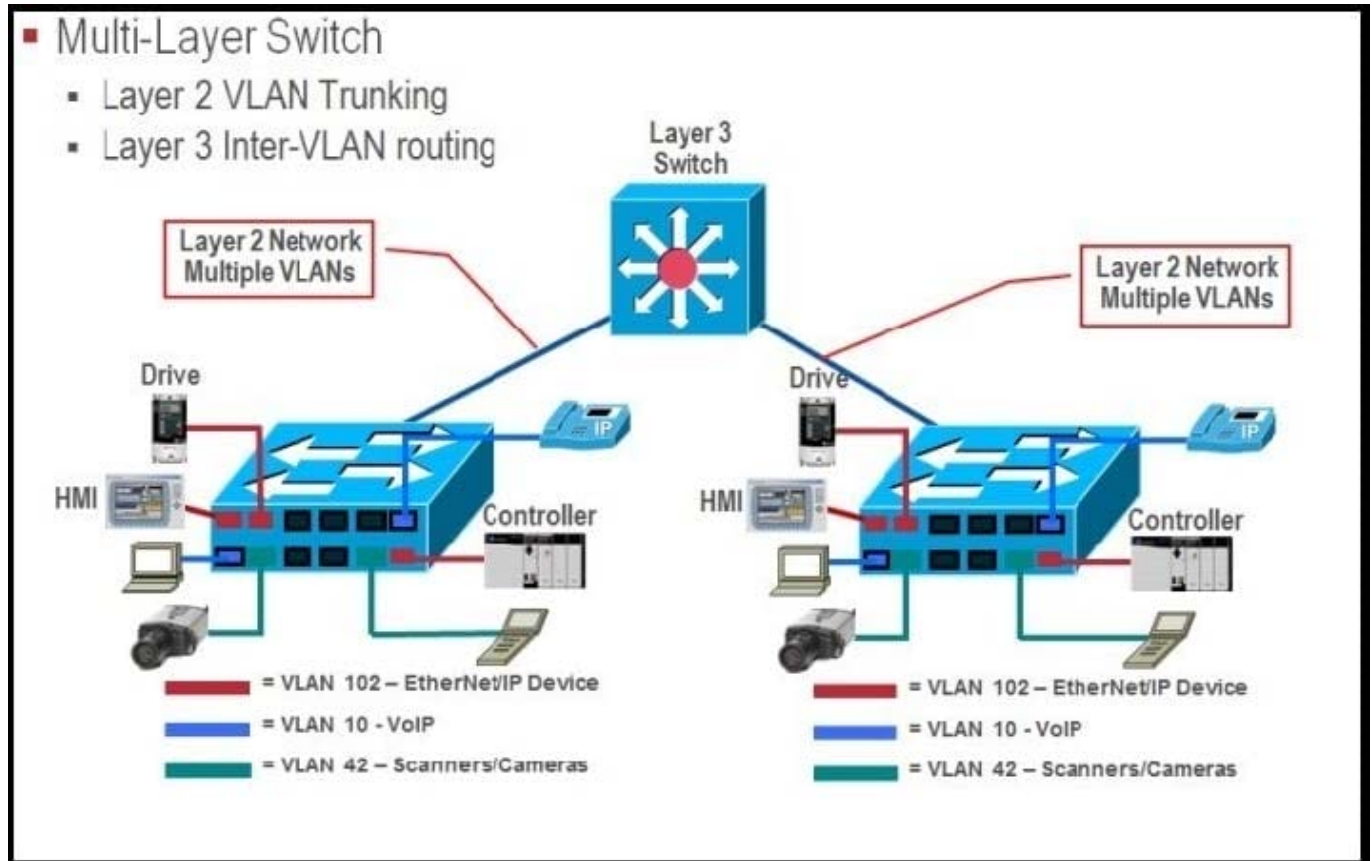 Multi-Layer Switch
Layer 2 VLAN Trunking
Layer 3 Inter-VLAN routing
Layer 3
Switch
Layer 2 Network
Multiple VLANs
Layer 2 Network
Multiple VLANs
Drive
IP
HMI
Controller
Drive
IP
HMI
Controller
= VLAN 102 – EtherNet/IP Device
= VLAN 10 - VoIP
= VLAN 42 – Scanners/Cameras
= VLAN 102 – EtherNet/IP Device
= VLAN 10 - VoIP
= VLAN 42 – Scanners/Cameras